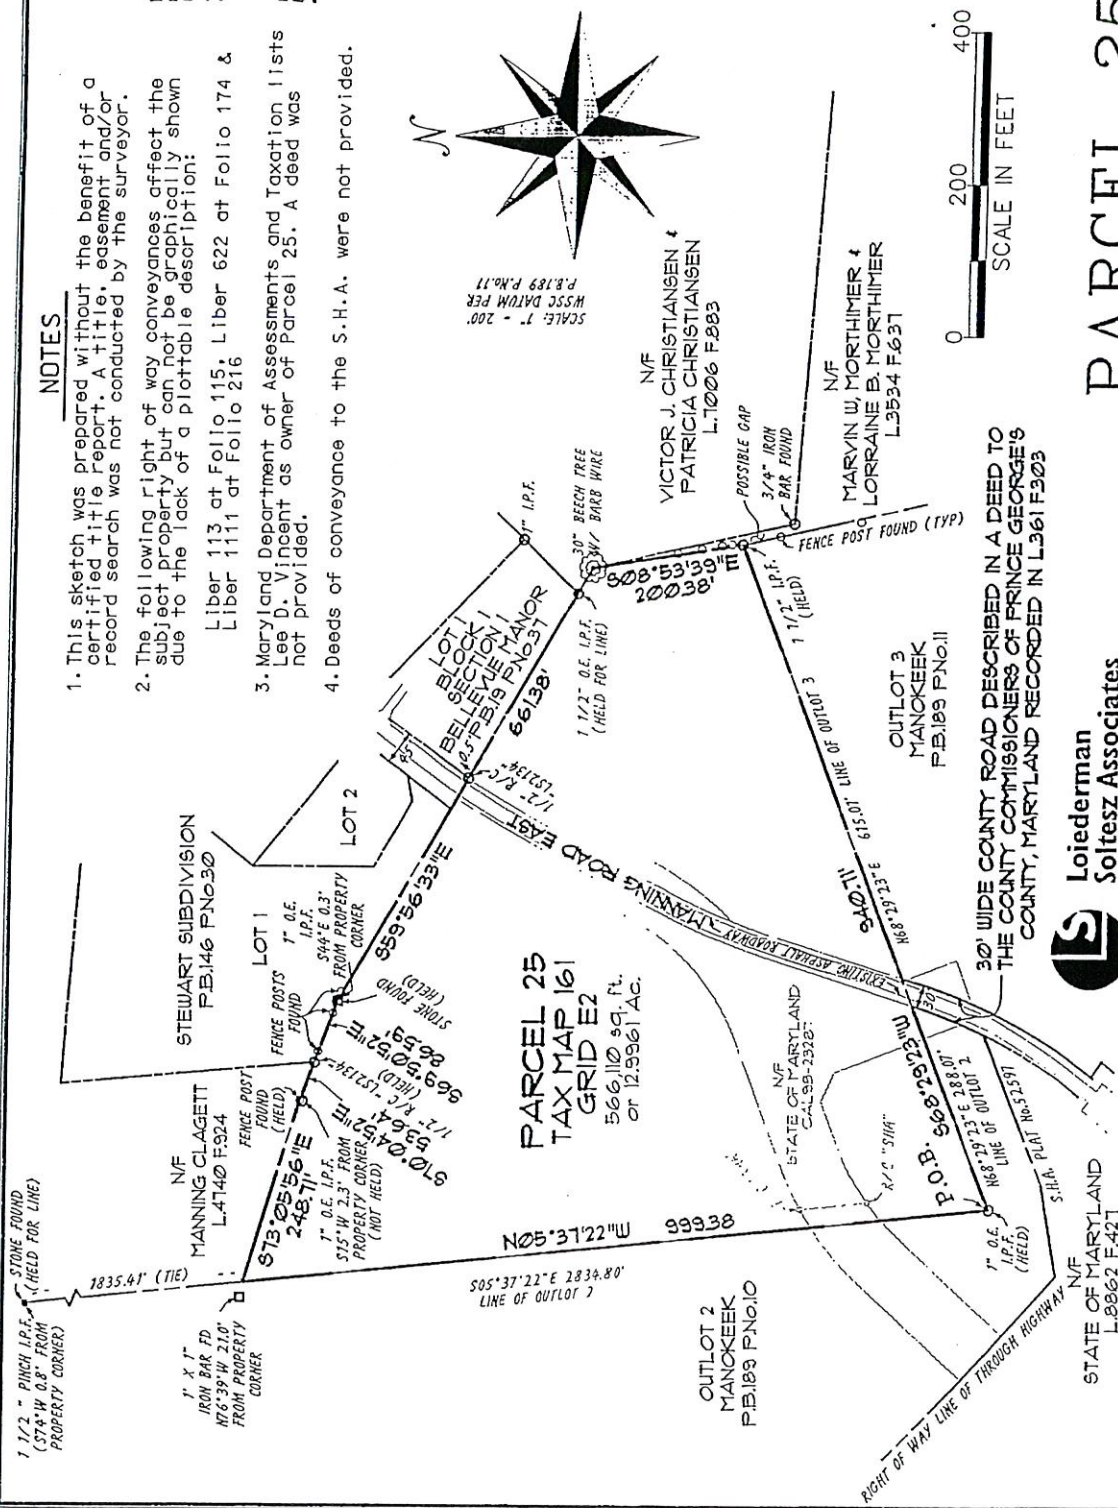 NOTES
1. This sketch was prepared without the benefit of a
certified title report. A title, easement and/or
record search was not conducted by the surveyor.
2. The following right of way conveyances affect the
subject property but can not be graphically shown
due to the lack of a plottable description:
Liber 113 at Folio 115, Liber 622 at Folio 174 &
Liber 1111 at Folio 216
3. Maryland Department of Assessments and Taxation lists
Lee D. Vincent as owner of Parcel 25. A deed was
not provided.
4. Deeds of conveyance to the S.H.A. were not provided.
N
SCALE: 1" = 200'
WSSC DATUM PER
P.B.189 P.No.11
1 1/2" PINCH I.P.F.
(S74°W 0.8' FROM
PROPERTY CORNER)
STONE FOUND
(HELD FOR LINE)
1835.41' (TIE)
1" X 1"
IRON BAR FD
N76°39'W 21.0'
FROM PROPERTY
CORNER
N/F
MANNING CLAGETT
L.4740 F.924
STEWART SUBDIVISION
P.B.146 P.No.30
LOT 1
LOT 2
FENCE POST
FOUND
(HELD)
FENCE POSTS
FOUND
1" O.E.
I.P.F.
S44°E 0.3'
FROM PROPERTY
CORNER
STONE FOUND
(HELD)
S73°05'56"E
248.71'
1" O.E. I.P.F.
S15°W 2.3' FROM
PROPERTY CORNER
(NOT HELD)
S70°04'52"E
53.64'
1/2" R/C "LS2134"
(HELD)
S69°50'52"E
86.59'
S59°56'33"E
661.38'
45'
0.5'
1/2" R/C
"LS2134"
LOT 1
BLOCK 1
SECTION 1
BELLEVUE MANOR
P.B.19 P.No.37
1" I.P.F.
1 1/2" O.E. I.P.F.
(HELD FOR LINE)
30" BEECH TREE
W/ BARB WIRE
S08°53'39"E
200.38'
N/F
VICTOR J. CHRISTIANSEN &
PATRICIA CHRISTIANSEN
L.7006 F.883
POSSIBLE GAP
3/4" IRON
BAR FOUND
1 1/2" I.P.F.
(HELD)
FENCE POST FOUND (TYP)
N/F
MARVIN W. MORTHIMER &
LORRAINE B. MORTHIMER
L.3534 F.637
MANNING ROAD EAST
MANNING
EXISTING ASPHALT ROADWAY
PARCEL 25
TAX MAP 161
GRID E2
566,110 sq. ft.
or 12.9961 Ac.
N05°37'22"W 999.38
S05°37'22"E 2834.80'
LINE OF OUTLOT 2
N/F
STATE OF MARYLAND
CAL99-23287
R/C "SHA"
940.71'
N68°29'23"E 615.07' LINE OF OUTLOT 3
OUTLOT 3
MANOKEEK
P.B.189 P.No.11
30'
P.O.B. S68°29'23"W
N68°29'23"E 288.07'
LINE OF OUTLOT 2
1" O.E.
I.P.F.
(HELD)
S.H.A. PLAT No.52597
OUTLOT 2
MANOKEEK
P.B.189 P.No.10
RIGHT OF WAY LINE OF THROUGH HIGHWAY
N/F
STATE OF MARYLAND
L.8862 F.427
30' WIDE COUNTY ROAD DESCRIBED IN A DEED TO
THE COUNTY COMMISSIONERS OF PRINCE GEORGE'S
COUNTY, MARYLAND RECORDED IN L.361 F.303
0 200 400
SCALE IN FEET
LS
Loiederman
Soltesz Associates
PARCEL 25